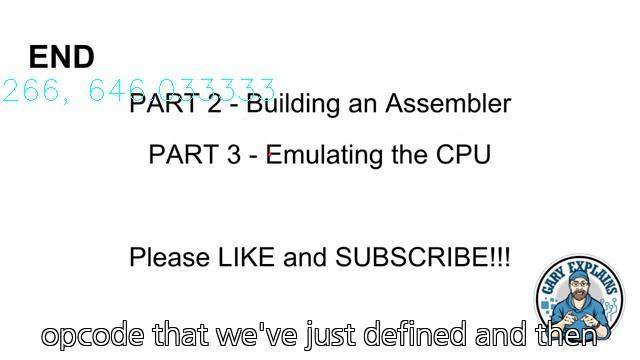 END
266, 646.033333
PART 2 - Building an Assembler
PART 3 - Emulating the CPU
Please LIKE and SUBSCRIBE!!!
GARY EXPLAINS
opcode that we've just defined and then